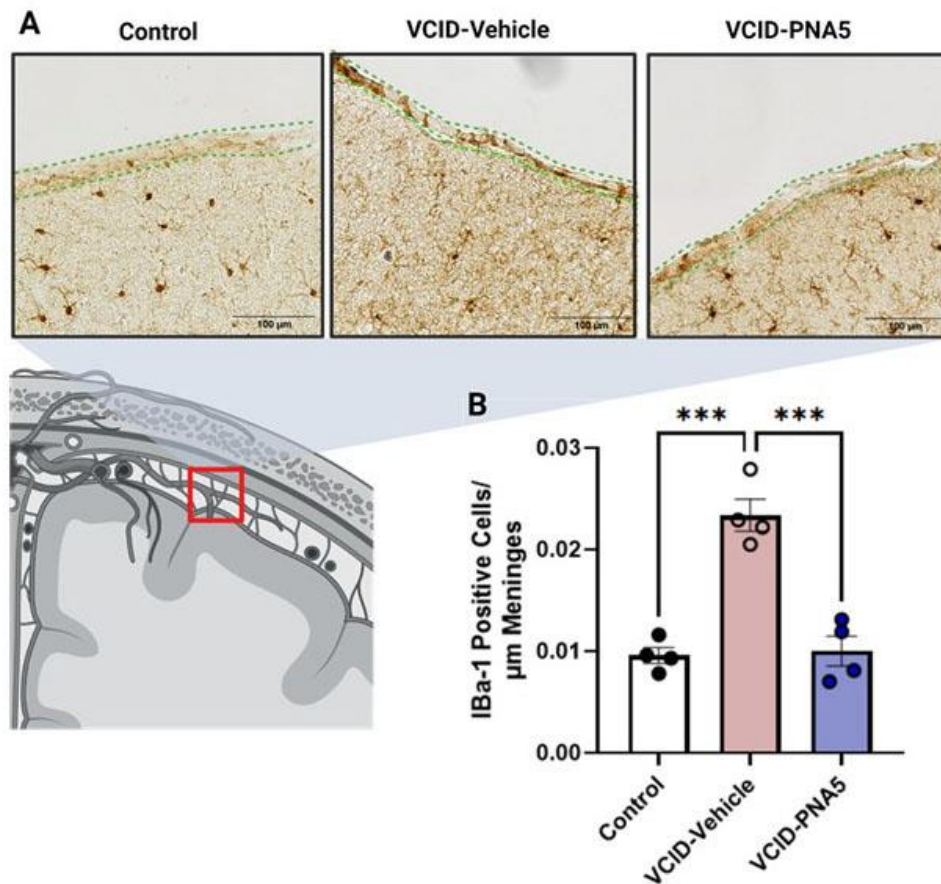 A
Control
VCID-Vehicle
VCID-PNA5
100 µm
100 µm
100 µm
B
*** ***
IBa-1 Positive Cells/
µm Meninges
0.03
0.02
0.01
0.00
Control
VCID-Vehicle
VCID-PNA5